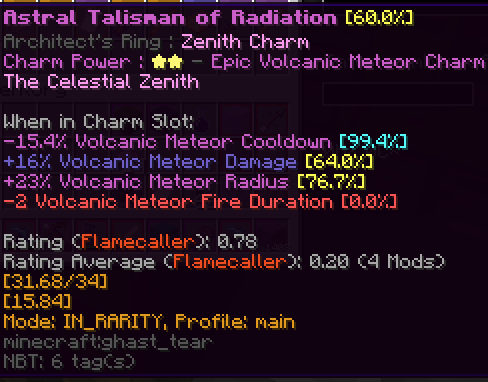 Astral Talisman of Radiation [60.0%]
Architect's Ring : Zenith Charm
Charm Power : ★★ - Epic Volcanic Meteor Charm
The Celestial Zenith
When in Charm Slot:
-15.4% Volcanic Meteor Cooldown [99.4%]
+16% Volcanic Meteor Damage [64.0%]
+23% Volcanic Meteor Radius [76.7%]
-2 Volcanic Meteor Fire Duration [0.0%]
Rating (Flamecaller): 0.78
Rating Average (Flamecaller): 0.20 (4 Mods)
[31.68/34]
[15.84]
Mode: IN_RARITY, Profile: main
minecraft:ghast_tear
NBT: 6 tag(s)